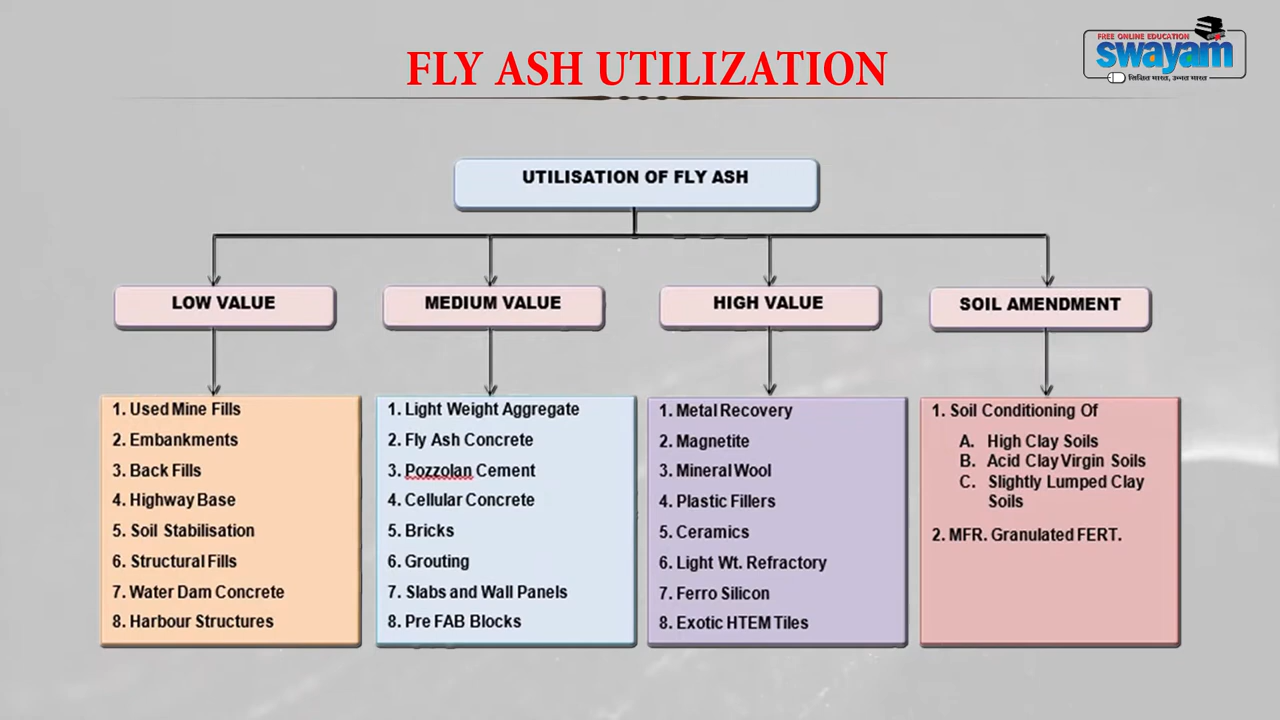 FLY ASH UTILIZATION
FREE ONLINE EDUCATION
swayam
शिक्षित भारत, उन्नत भारत
UTILISATION OF FLY ASH
LOW VALUE
MEDIUM VALUE
HIGH VALUE
SOIL AMENDMENT
1. Used Mine Fills
2. Embankments
3. Back Fills
4. Highway Base
5. Soil Stabilisation
6. Structural Fills
7. Water Dam Concrete
8. Harbour Structures
1. Light Weight Aggregate
2. Fly Ash Concrete
3. Pozzolan Cement
4. Cellular Concrete
5. Bricks
6. Grouting
7. Slabs and Wall Panels
8. Pre FAB Blocks
1. Metal Recovery
2. Magnetite
3. Mineral Wool
4. Plastic Fillers
5. Ceramics
6. Light Wt. Refractory
7. Ferro Silicon
8. Exotic HTEM Tiles
1. Soil Conditioning Of
A. High Clay Soils
B. Acid Clay Virgin Soils
C. Slightly Lumped Clay
Soils
2. MFR. Granulated FERT.